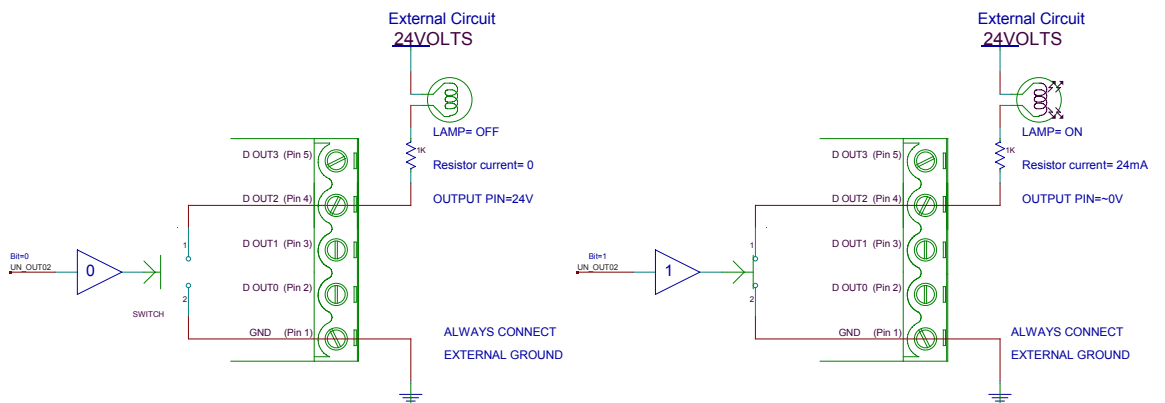 External Circuit
24VOLTS
LAMP= OFF
1K
D OUT3 (Pin 5)
Resistor current= 0
D OUT2 (Pin 4)
OUTPUT PIN=24V
1
D OUT1 (Pin 3)
Bit=0
UN_OUT02
0
D OUT0 (Pin 2)
2
SWITCH
GND (Pin 1)
ALWAYS CONNECT
EXTERNAL GROUND
External Circuit
24VOLTS
LAMP= ON
1K
D OUT3 (Pin 5)
Resistor current= 24mA
D OUT2 (Pin 4)
OUTPUT PIN=~0V
1
D OUT1 (Pin 3)
Bit=1
UN_OUT02
1
D OUT0 (Pin 2)
2
GND (Pin 1)
ALWAYS CONNECT
EXTERNAL GROUND